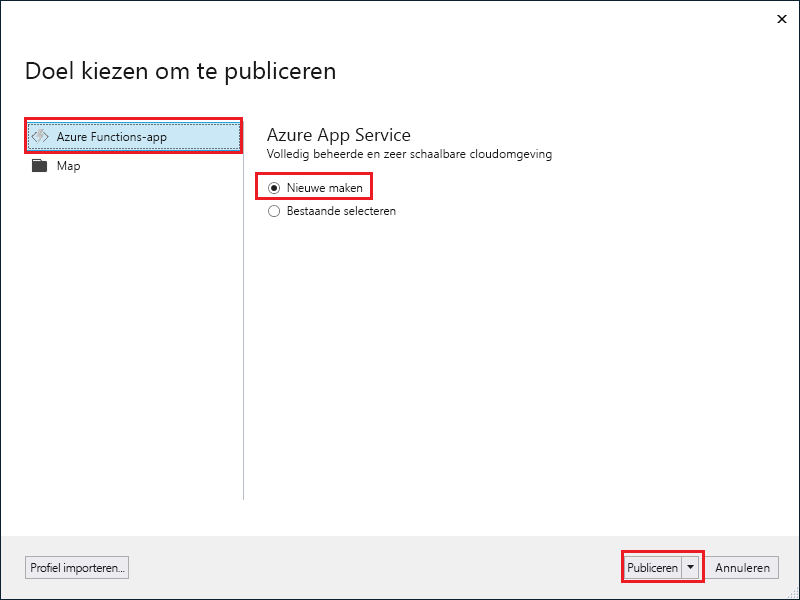 Doel kiezen om te publiceren
Azure Functions-app
Map
Azure App Service
Volledig beheerde en zeer schaalbare cloudomgeving
Nieuwe maken
Bestaande selecteren
Profiel importeren...
Publiceren
Annuleren